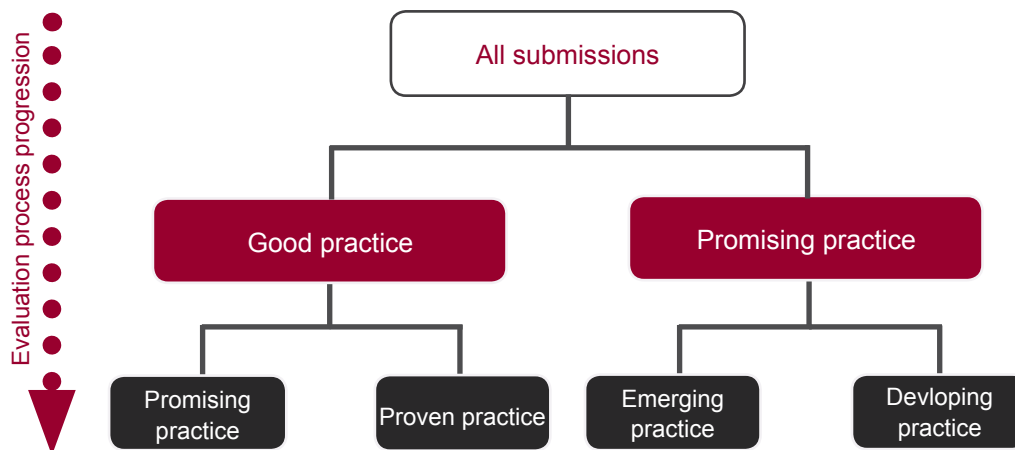 Evaluation process progression
All submissions
Good practice
Promising practice
Promising
practice
Proven practice
Emerging
practice
Devloping
practice